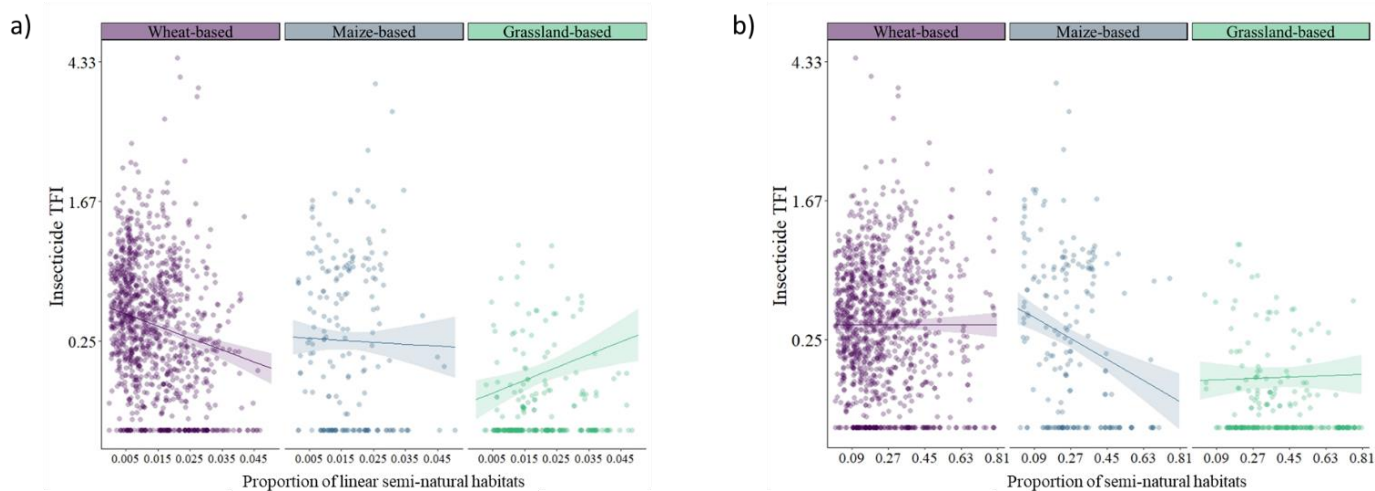 a)
Wheat-based Maize-based Grassland-based
4.33
1.67
0.25
Insecticide TFI
0.005 0.015 0.025 0.035 0.045 0.005 0.015 0.025 0.035 0.045 0.005 0.015 0.025 0.035 0.045
Proportion of linear semi-natural habitats
b)
Wheat-based Maize-based Grassland-based
4.33
1.67
0.25
Insecticide TFI
0.09 0.27 0.45 0.63 0.81 0.09 0.27 0.45 0.63 0.81 0.09 0.27 0.45 0.63 0.81
Proportion of semi-natural habitats